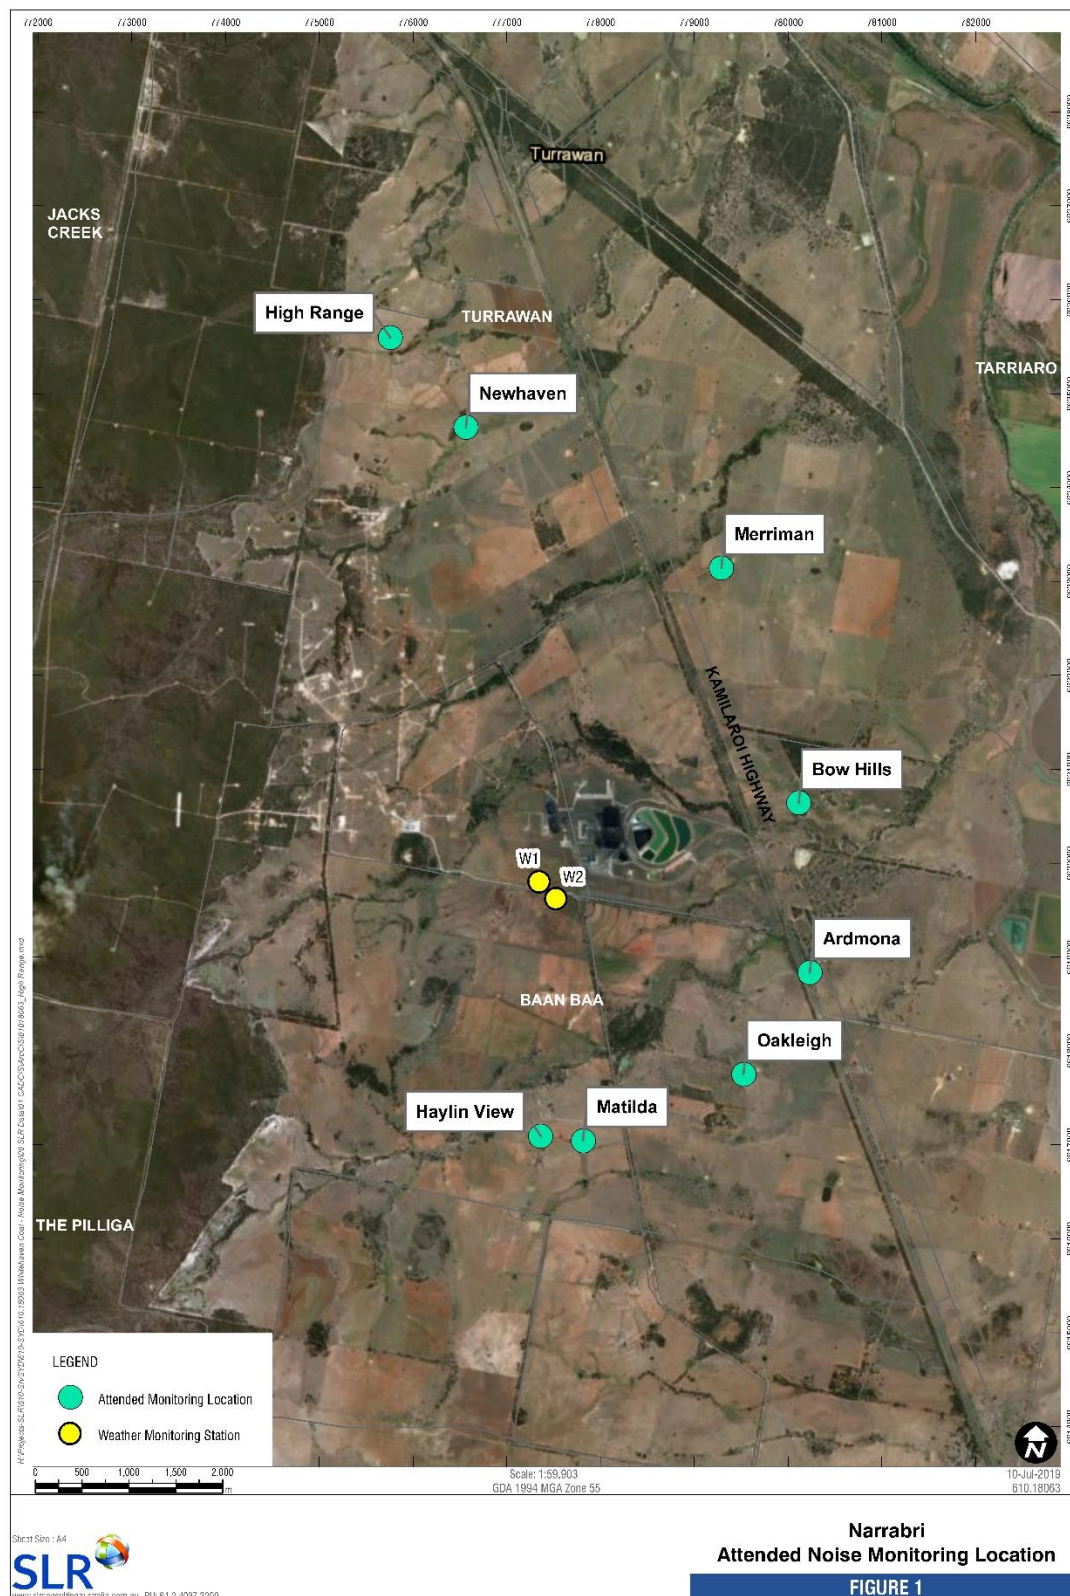 772000 773000 774000 775000 776000 777000 778000 779000 780000 781000 782000
Turrawan
JACKS
CREEK
High Range
TURRAWAN
TARRIARO
Newhaven
Merriman
KAMILAROI HIGHWAY
Bow Hills
W1
W2
Ardmona
BAAN BAA
Oakleigh
Haylin View
Matilda
THE PILLIGA
LEGEND
Attended Monitoring Location
Weather Monitoring Station
N
0 500 1,000 1,500 2,000
m
Scale: 1:59,903
GDA 1994 MGA Zone 55
10-Jul-2019
610.18063
Sheet Size : A4
SLR
Narrabri
Attended Noise Monitoring Location
FIGURE 1